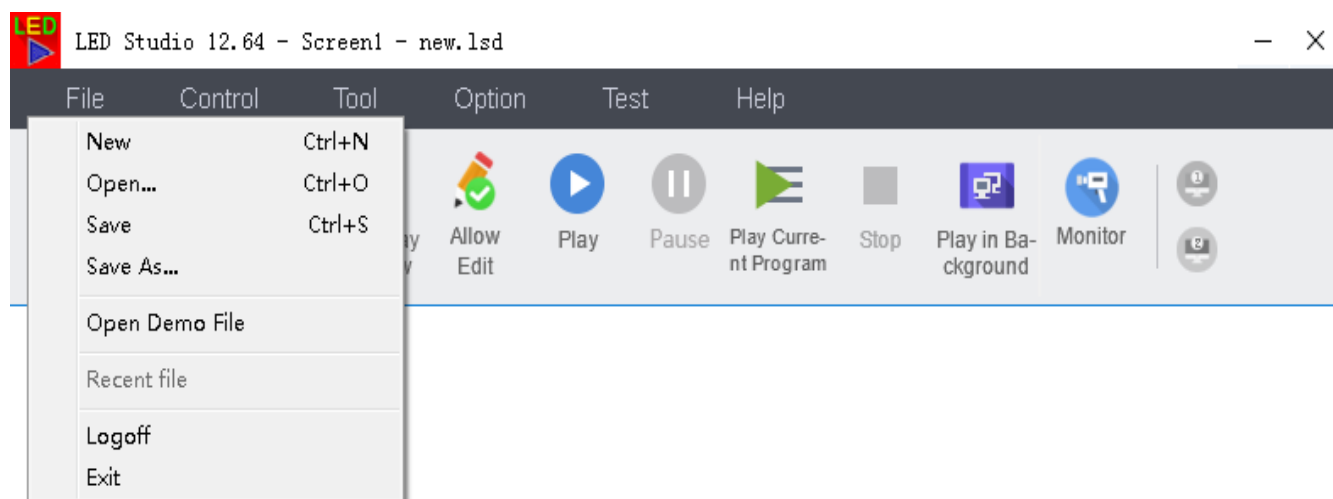 LED
LED Studio 12.64 - Screen1 - new.lsd
File Control Tool Option Test Help
New Ctrl+N
Open... Ctrl+O
Save Ctrl+S
Save As...
Open Demo File
Recent file
Logoff
Exit
Allow
Edit
Play
Pause
Play Curre-
nt Program
Stop
Play in Ba-
ckground
Monitor
1
2